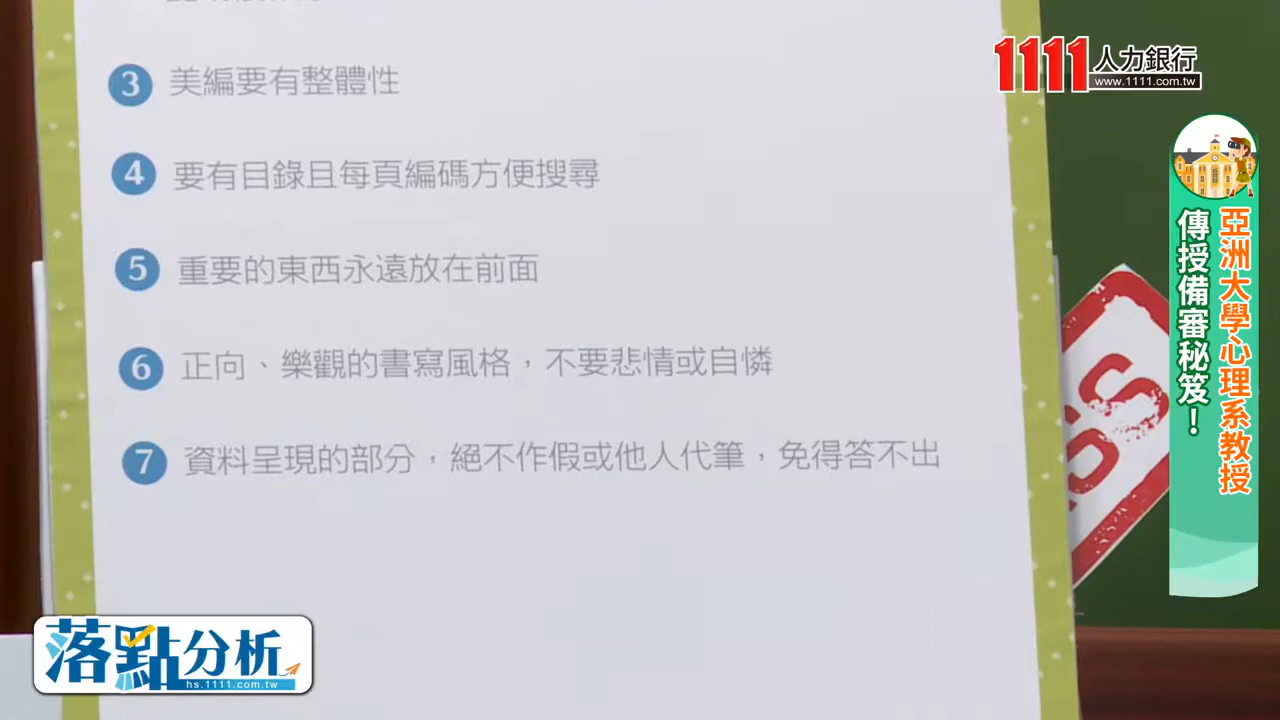 3 美編要有整體性
4 要有目錄且每頁編碼方便搜尋
5 重要的東西永遠放在前面
6 正向、樂觀的書寫風格，不要悲情或自憐
7 資料呈現的部分，絕不作假或他人代筆，免得答不出
1111 人力銀行
www.1111.com.tw
亞洲大學心理系教授
傳授備審秘笈！
落點分析
hs.1111.com.tw